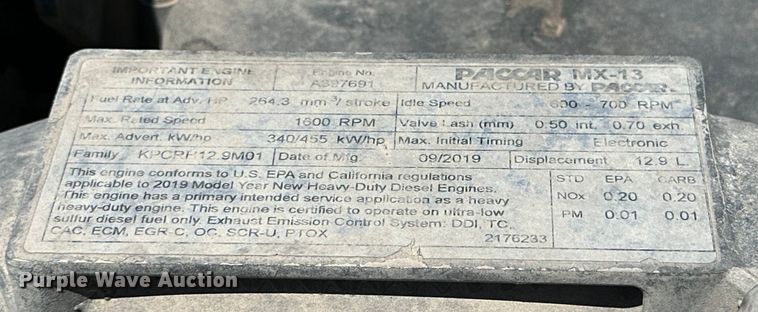 IMPORTANT ENGINE INFORMATION
Engine No. A397691
PACCAR MX-13
MANUFACTURED BY PACCAR
Fuel Rate at Adv. HP 264.3 mm³/stroke Idle Speed 600 - 700 RPM
Max. Rated Speed 1600 RPM Valve Lash (mm) 0.50 int. 0.70 exh.
Max. Advert. kW/hp 340/455 kW/hp Max. Initial Timing Electronic
Family KPCRH12.9M01 Date of Mfg. 09/2019 Displacement 12.9 L
This engine conforms to U.S. EPA and California regulations
applicable to 2019 Model Year New Heavy-Duty Diesel Engines.
This engine has a primary intended service application as a heavy
heavy-duty engine. This engine is certified to operate on ultra-low
sulfur diesel fuel only. Exhaust Emission Control System: DDI, TC,
CAC, ECM, EGR-C, OC, SCR-U, PTOX
STD EPA CARB
NOx 0.20 0.20
PM 0.01 0.01
2176233
Purple Wave Auction